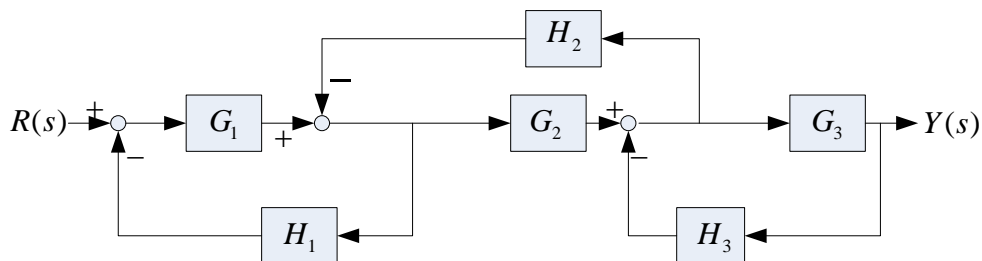 H₂
−
R(s) + G₁ + G₂ + G₃ Y(s)
− −
H₁ H₃